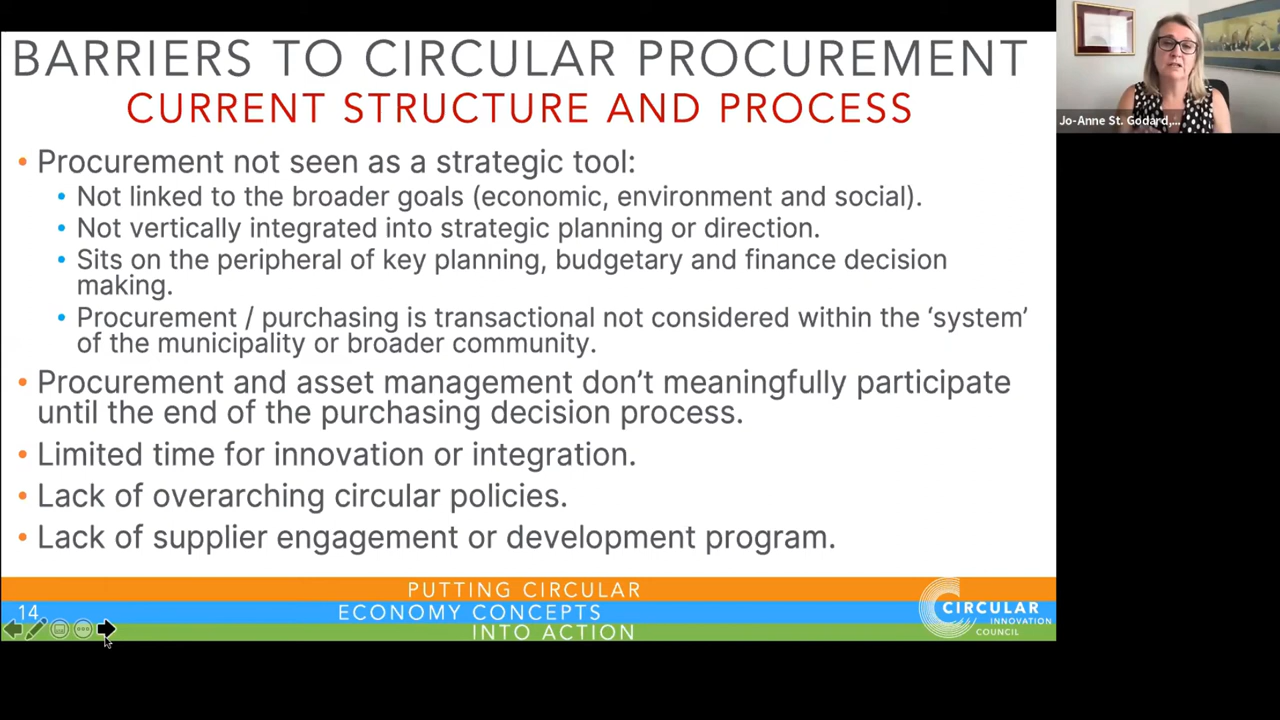 BARRIERS TO CIRCULAR PROCUREMENT
CURRENT STRUCTURE AND PROCESS
• Procurement not seen as a strategic tool:
• Not linked to the broader goals (economic, environment and social).
• Not vertically integrated into strategic planning or direction.
• Sits on the peripheral of key planning, budgetary and finance decision
making.
• Procurement / purchasing is transactional not considered within the ‘system’
of the municipality or broader community.
• Procurement and asset management don’t meaningfully participate
until the end of the purchasing decision process.
• Limited time for innovation or integration.
• Lack of overarching circular policies.
• Lack of supplier engagement or development program.
PUTTING CIRCULAR
ECONOMY CONCEPTS
INTO ACTION
14
CIRCULAR
INNOVATION
COUNCIL
Jo-Anne St. Godard,...